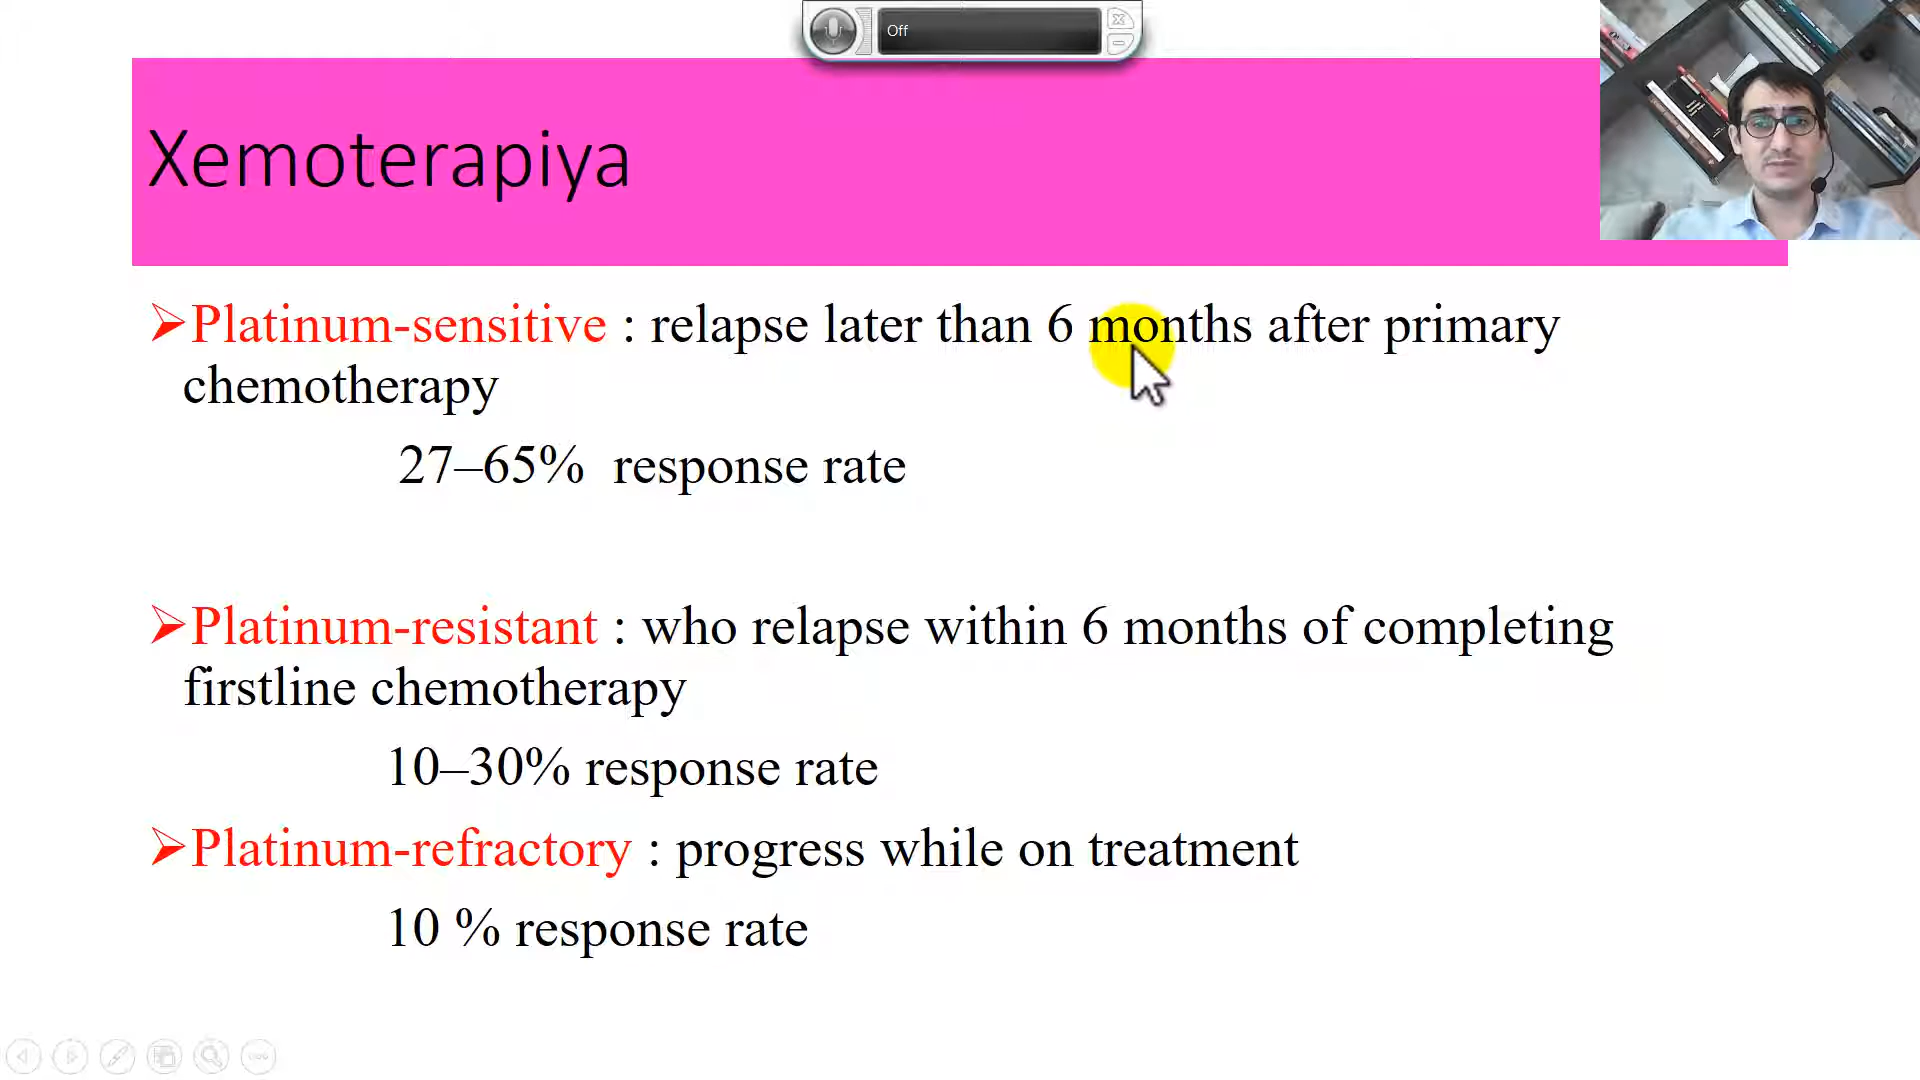 Off
Xemoterapiya
➢Platinum-sensitive : relapse later than 6 months after primary
chemotherapy
27–65%  response rate
➢Platinum-resistant : who relapse within 6 months of completing
firstline chemotherapy
10–30% response rate
➢Platinum-refractory : progress while on treatment
10 % response rate